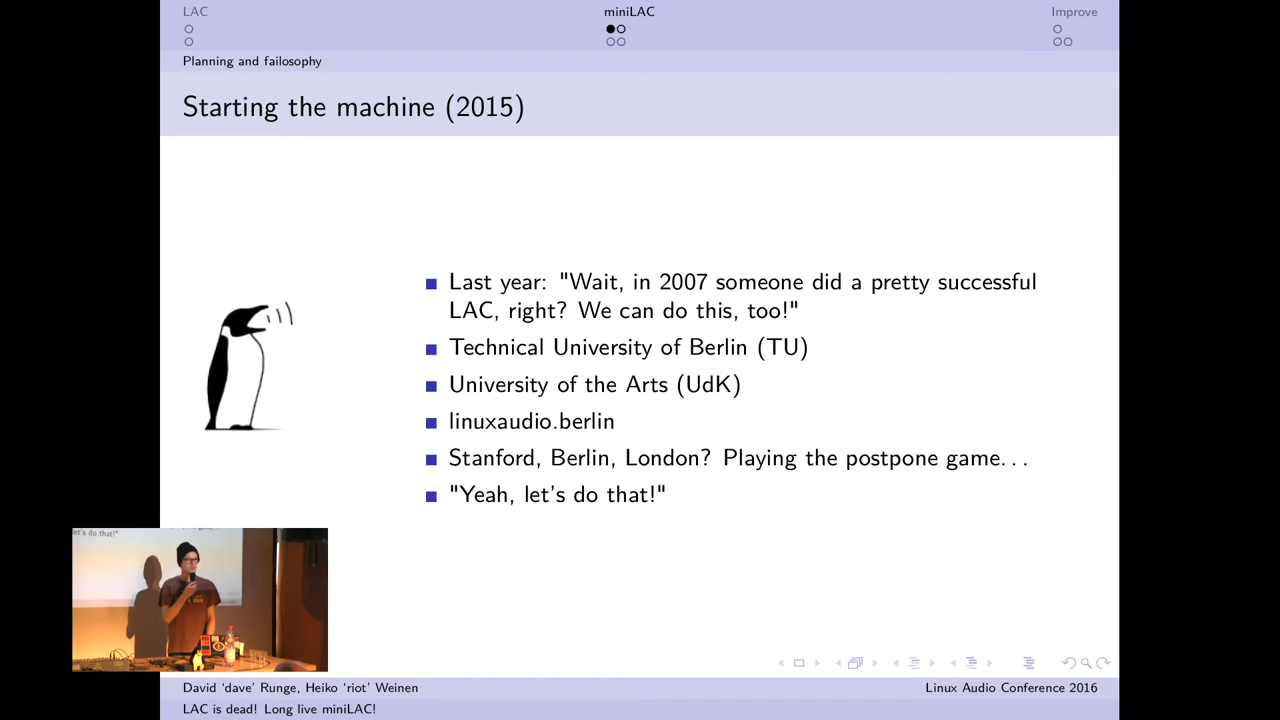 LAC
miniLAC
Improve
Planning and failosophy
Starting the machine (2015)
Last year: "Wait, in 2007 someone did a pretty successful
LAC, right? We can do this, too!"
Technical University of Berlin (TU)
University of the Arts (UdK)
linuxaudio.berlin
Stanford, Berlin, London? Playing the postpone game...
"Yeah, let's do that!"
let's do that!"
David ‘dave’ Runge, Heiko ‘riot’ Weinen
Linux Audio Conference 2016
LAC is dead! Long live miniLAC!